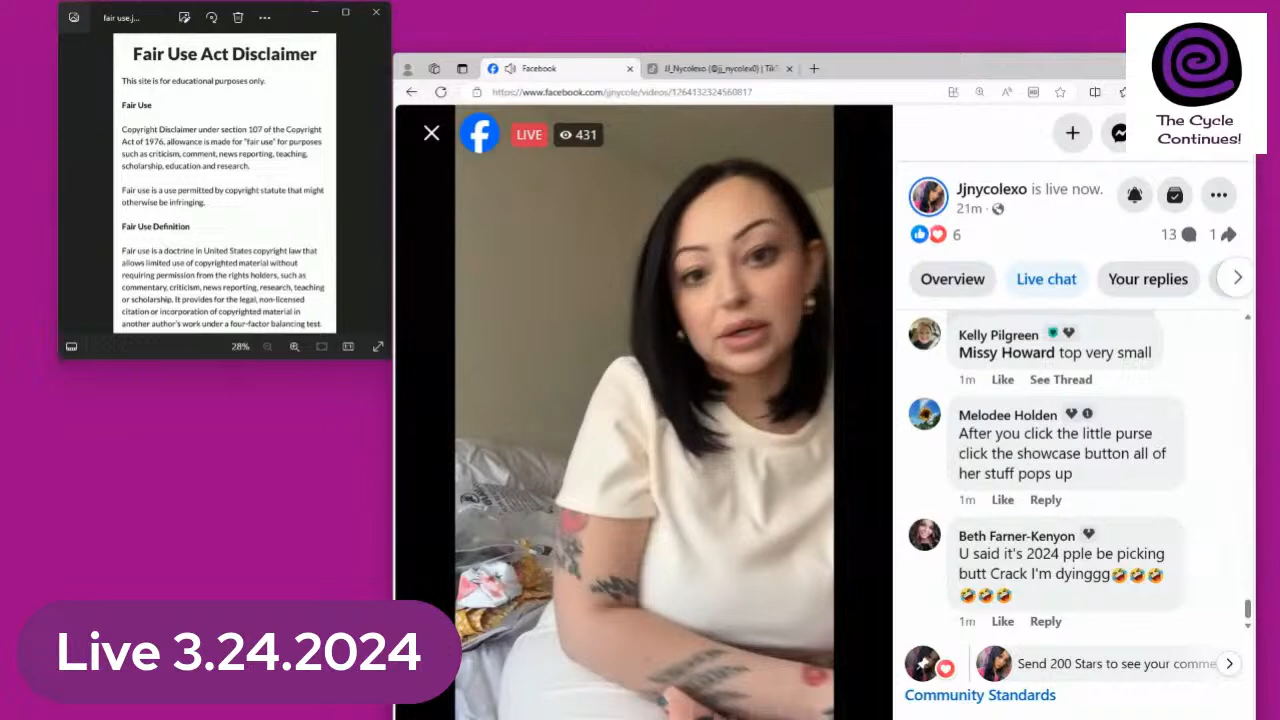 fair use.j...
Fair Use Act Disclaimer
This site is for educational purposes only.
Fair Use
Copyright Disclaimer under section 107 of the Copyright
Act of 1976, allowance is made for "fair use" for purposes
such as criticism, comment, news reporting, teaching,
scholarship, education and research.
Fair use is a use permitted by copyright statute that might
otherwise be infringing.
Fair Use Definition
Fair use is a doctrine in United States copyright law that
allows limited use of copyrighted material without
requiring permission from the rights holders, such as
commentary, criticism, news reporting, research, teaching
or scholarship. It provides for the legal, non-licensed
citation or incorporation of copyrighted material in
another author's work under a four-factor balancing test.
28%
Facebook
JJ_Nycolexo (@jj_nycolex0) | Tik
https://www.facebook.com/jjnycole/videos/1264132324560817
The Cycle
Continues!
LIVE
431
Jjnycolexo is live now.
21m
6
13
1
Overview
Live chat
Your replies
Kelly Pilgreen
Missy Howard top very small
1m Like See Thread
Melodee Holden
After you click the little purse
click the showcase button all of
her stuff pops up
1m Like Reply
Beth Farner-Kenyon
U said it's 2024 pple be picking
butt Crack I'm dyinggg🤣🤣🤣
🤣🤣🤣
1m Like Reply
Send 200 Stars to see your comme
Community Standards
Live 3.24.2024